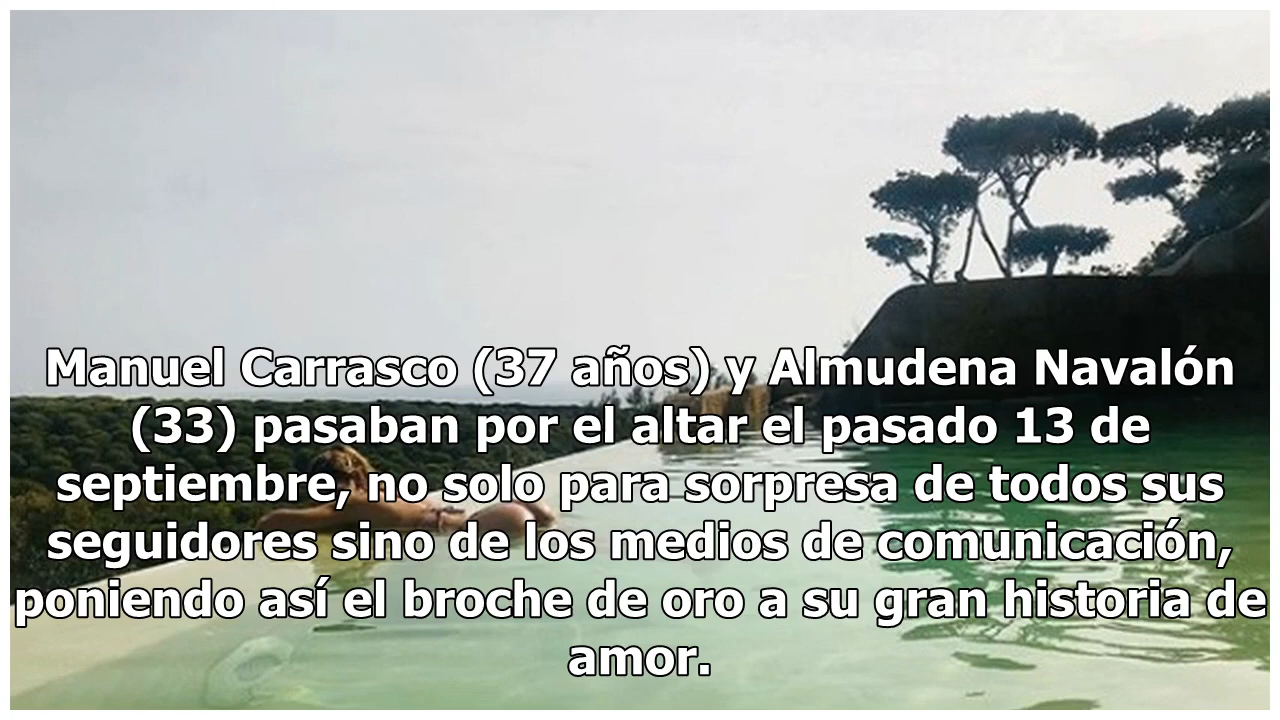 Manuel Carrasco (37 años) y Almudena Navalón
(33) pasaban por el altar el pasado 13 de
septiembre, no solo para sorpresa de todos sus
seguidores sino de los medios de comunicación,
poniendo así el broche de oro a su gran historia de
amor.